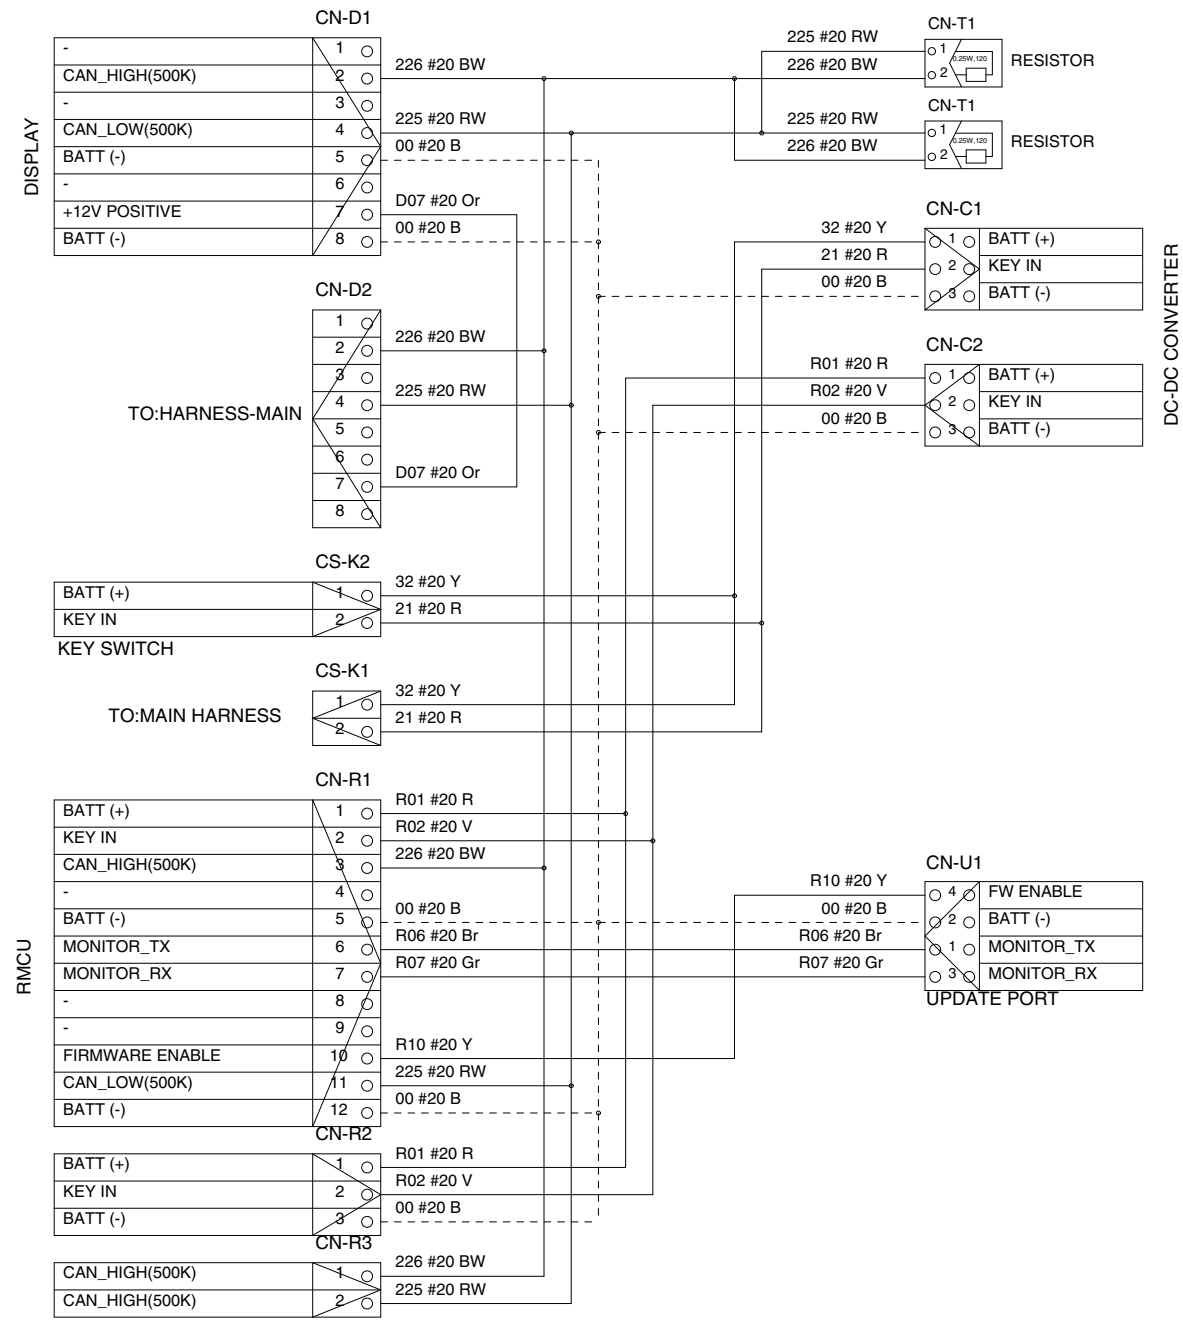 CN-D1
-
1
CAN_HIGH(500K)
2
226 #20 BW
-
3
CAN_LOW(500K)
4
225 #20 RW
BATT (-)
5
00 #20 B
-
6
+12V POSITIVE
7
D07 #20 Or
BATT (-)
8
00 #20 B
DISPLAY
CN-T1
225 #20 RW
1
226 #20 BW
2
0.25W,120
RESISTOR
CN-T1
225 #20 RW
1
226 #20 BW
2
0.25W,120
RESISTOR
CN-C1
32 #20 Y
1
BATT (+)
21 #20 R
2
KEY IN
00 #20 B
3
BATT (-)
CN-C2
R01 #20 R
1
BATT (+)
R02 #20 V
2
KEY IN
00 #20 B
3
BATT (-)
DC-DC CONVERTER
CN-D2
1
2
226 #20 BW
3
4
225 #20 RW
TO:HARNESS-MAIN
5
6
7
D07 #20 Or
8
CS-K2
BATT (+)
1
32 #20 Y
KEY IN
2
21 #20 R
KEY SWITCH
CS-K1
1
32 #20 Y
TO:MAIN HARNESS
2
21 #20 R
CN-R1
BATT (+)
1
R01 #20 R
KEY IN
2
R02 #20 V
CAN_HIGH(500K)
3
226 #20 BW
-
4
BATT (-)
5
00 #20 B
MONITOR_TX
6
R06 #20 Br
MONITOR_RX
7
R07 #20 Gr
-
8
-
9
FIRMWARE ENABLE
10
R10 #20 Y
CAN_LOW(500K)
11
225 #20 RW
BATT (-)
12
00 #20 B
RMCU
CN-U1
R10 #20 Y
4
FW ENABLE
00 #20 B
2
BATT (-)
R06 #20 Br
1
MONITOR_TX
R07 #20 Gr
3
MONITOR_RX
UPDATE PORT
CN-R2
BATT (+)
1
R01 #20 R
KEY IN
2
R02 #20 V
BATT (-)
3
00 #20 B
CN-R3
CAN_HIGH(500K)
1
226 #20 BW
CAN_HIGH(500K)
2
225 #20 RW